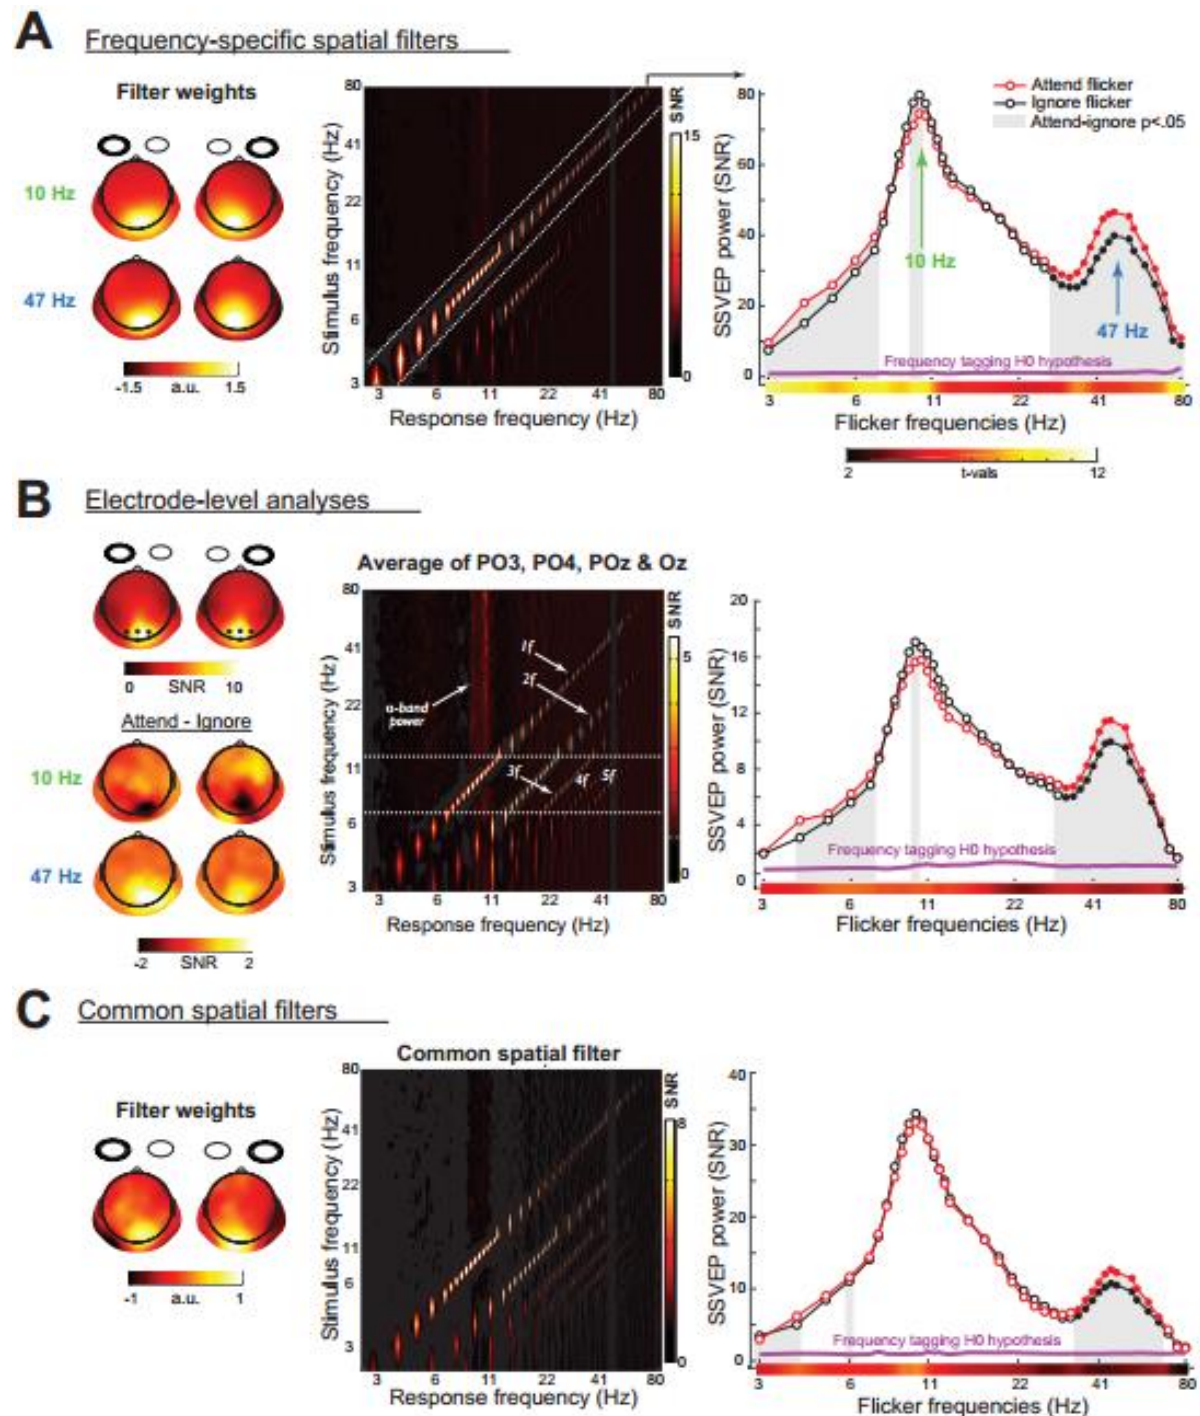 A Frequency-specific spatial filters
Filter weights
10 Hz
47 Hz
-1.5 a.u. 1.5
80
41
22
11
6
3
Stimulus frequency (Hz)
3 6 11 22 41 80
Response frequency (Hz)
SNR
15
0
80
60
40
20
0
SSVEP power (SNR)
Attend flicker
Ignore flicker
Attend-ignore p<.05
10 Hz
47 Hz
Frequency tagging H0 hypothesis
3 6 11 22 41 80
Flicker frequencies (Hz)
2 t-vals 12
B Electrode-level analyses
0 SNR 10
Attend - Ignore
10 Hz
47 Hz
-2 SNR 2
Average of PO3, PO4, POz & Oz
80
41
22
11
6
3
Stimulus frequency (Hz)
1f
2f
α-band
power
3f 4f 5f
3 6 11 22 41 80
Response frequency (Hz)
SNR
5
0
20
16
12
8
4
0
SSVEP power (SNR)
Frequency tagging H0 hypothesis
3 6 11 22 41 80
Flicker frequencies (Hz)
C Common spatial filters
Filter weights
-1 a.u. 1
Common spatial filter
80
41
22
11
6
3
Stimulus frequency (Hz)
3 6 11 22 41 80
Response frequency (Hz)
SNR
8
0
40
30
20
10
0
SSVEP power (SNR)
Frequency tagging H0 hypothesis
3 6 11 22 41 80
Flicker frequencies (Hz)